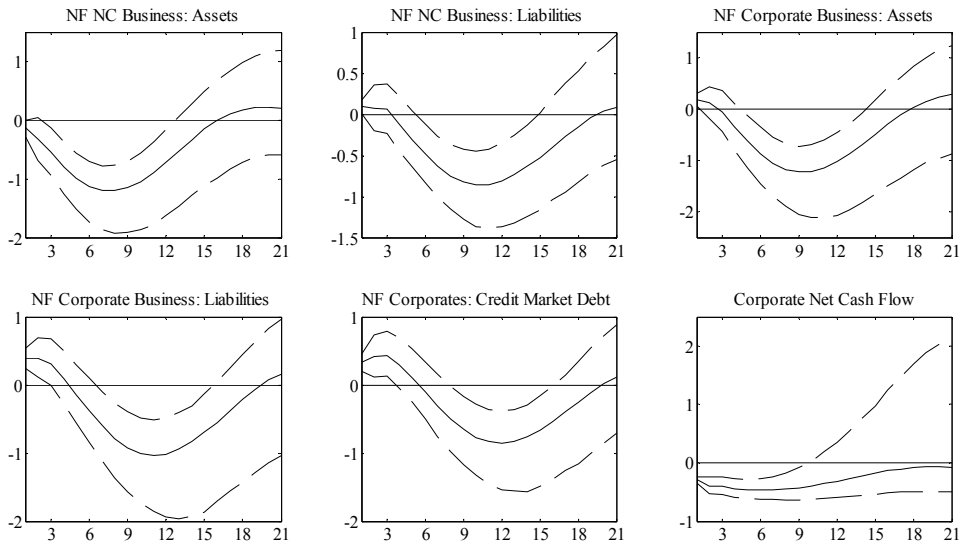 NF NC Business: Assets
NF NC Business: Liabilities
NF Corporate Business: Assets
1
0
-1
-2
3 6 9 12 15 18 21
1
0.5
0
-0.5
-1
-1.5
3 6 9 12 15 18 21
1
0
-1
-2
3 6 9 12 15 18 21
NF Corporate Business: Liabilities
NF Corporates: Credit Market Debt
Corporate Net Cash Flow
1
0
-1
-2
3 6 9 12 15 18 21
1
0
-1
-2
3 6 9 12 15 18 21
2
1
0
-1
3 6 9 12 15 18 21